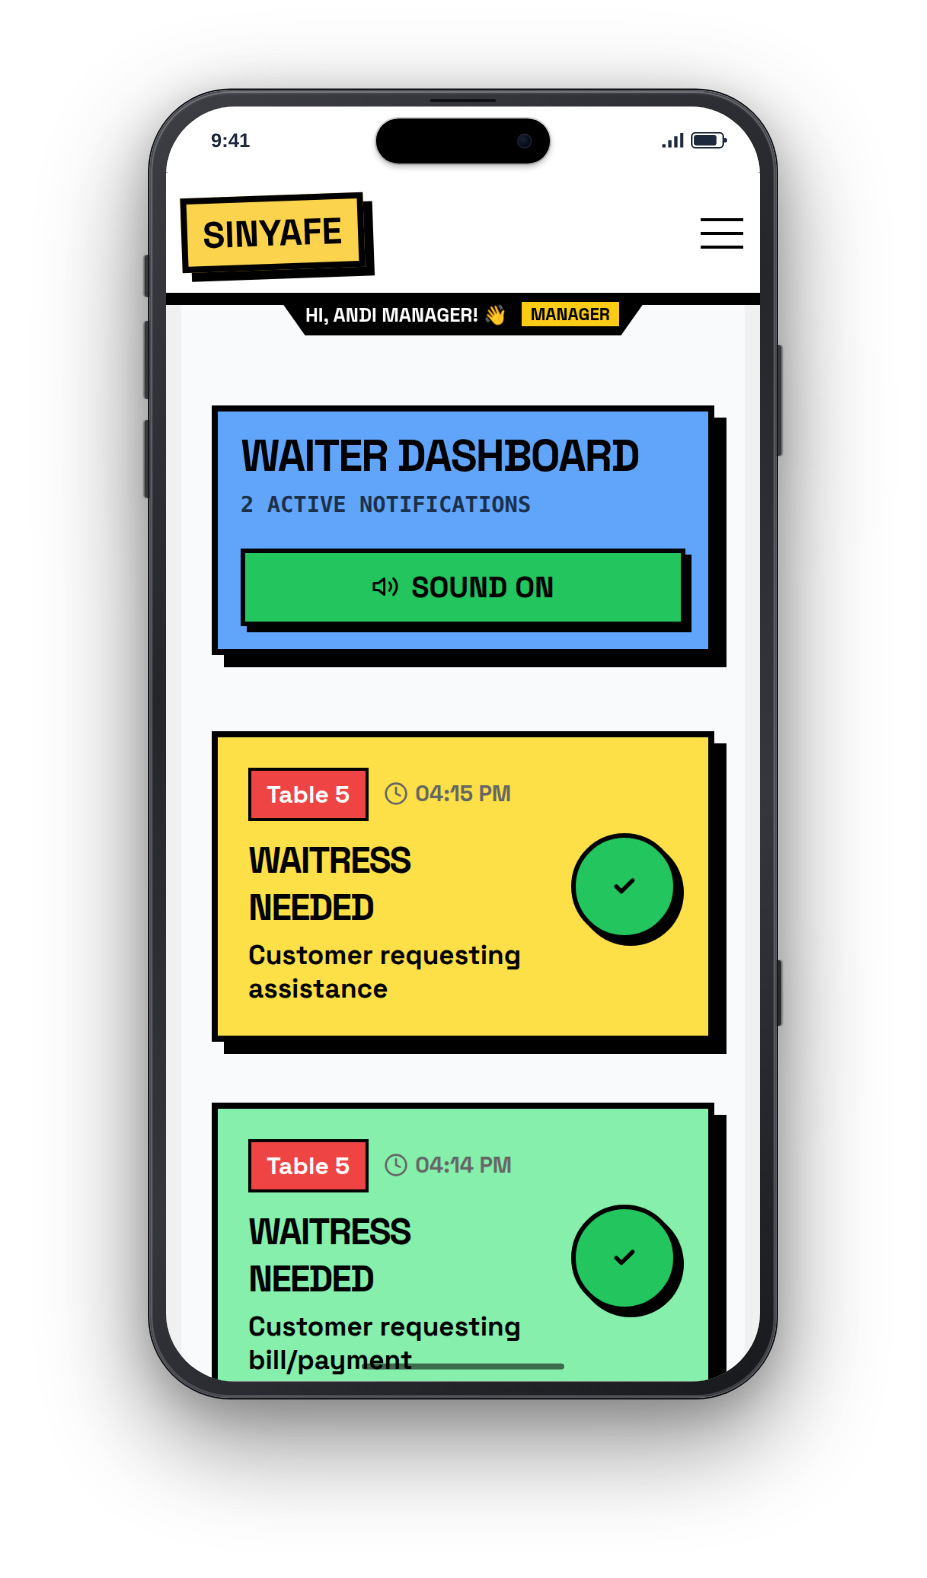 9:41
SINYAFE
HI, ANDI MANAGER! 👋 MANAGER
WAITER DASHBOARD
2 ACTIVE NOTIFICATIONS
SOUND ON
Table 5 04:15 PM
WAITRESS
NEEDED
Customer requesting
assistance
Table 5 04:14 PM
WAITRESS
NEEDED
Customer requesting
bill/payment